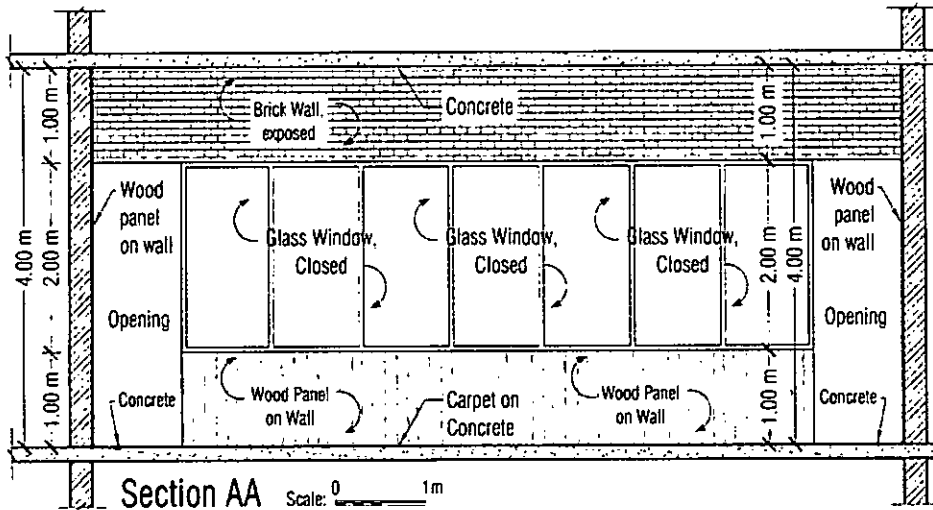 Brick Wall,
exposed
Concrete
1.00 m
1.00 m
Wood
panel
on wall
Wood
panel
on wall
Glass Window,
Closed
Glass Window,
Closed
Glass Window,
Closed
4.00 m
2.00 m
2.00 m
4.00 m
Opening
Opening
Concrete
1.00 m
Wood Panel
on Wall
Carpet on
Concrete
Wood Panel
on Wall
1.00 m
Concrete
Section AA Scale: 0 1m